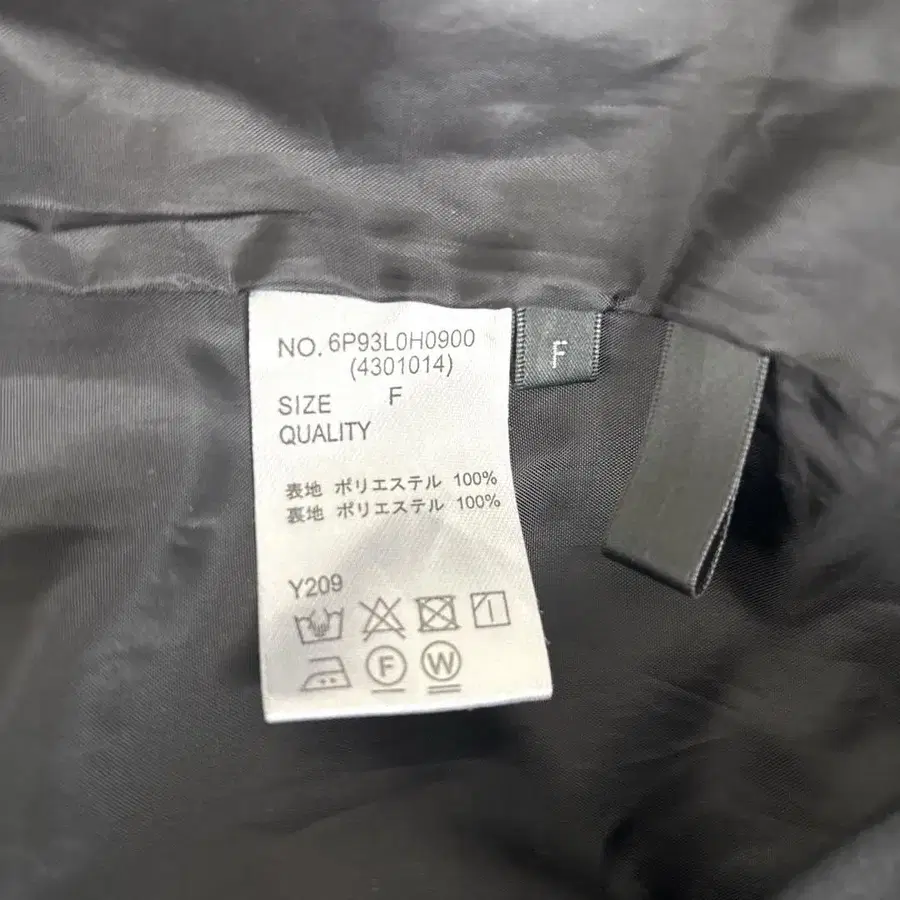 NO. 6P93L0H0900
(4301014)
SIZE F
QUALITY
表地 ポリエステル 100%
裏地 ポリエステル 100%
Y209
F W
F